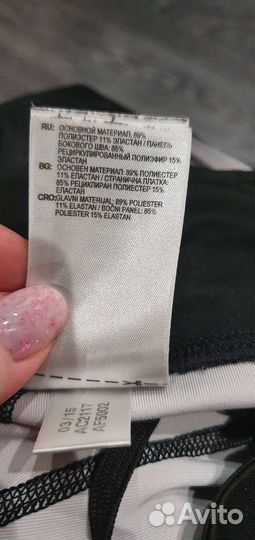 RU: ОСНОВНОЙ МАТЕРИАЛ: 89%
ПОЛИЭСТЕР 11% ЭЛАСТАН / ПАНЕЛЬ
БОКОВОГО ШВА: 85%
РЕЦИРКУЛИРОВАННЫЙ ПОЛИЭФИР 15%
ЭЛАСТАН
BG: ОСНОВЕН МАТЕРИАЛ: 89% ПОЛИЕСТЕР
11% ЕЛАСТАН / СТРАНИЧНА ПЛАТКА:
85% РЕЦИКЛИРАН ПОЛИЕСТЕР 15%
ЕЛАСТАН
CRO: GLAVNI MATERIJAL: 89% POLIESTER
11% ELASTAN / BOČNI PANEL: 85%
POLIESTER 15% ELASTAN
03/15
AC2117
AF5002
Avito